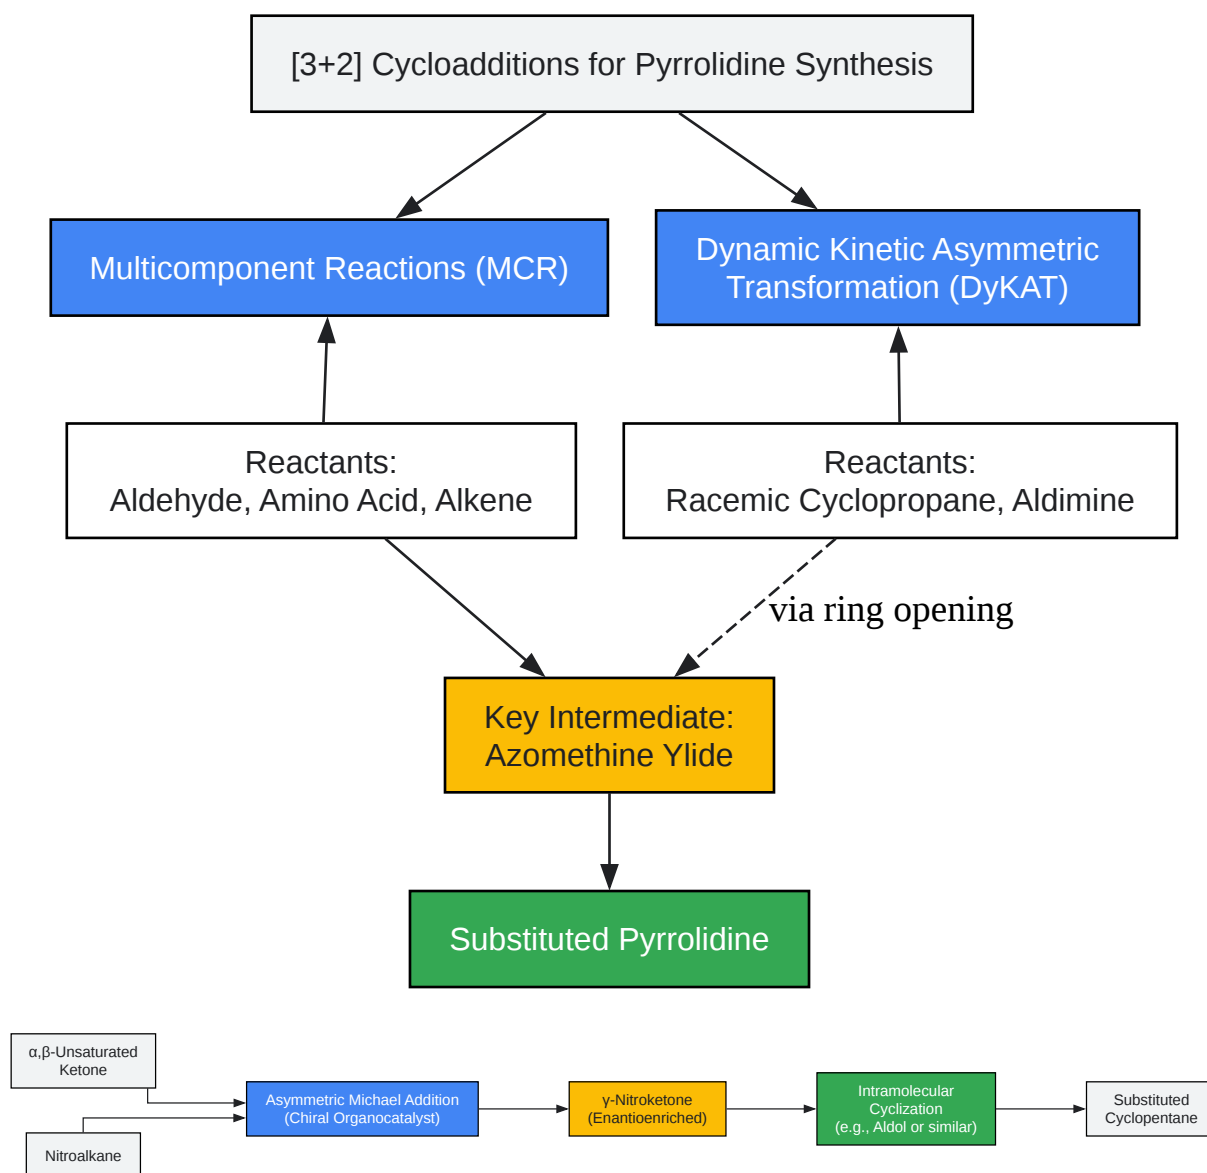 [3+2] Cycloadditions for Pyrrolidine Synthesis
Multicomponent Reactions (MCR)
Dynamic Kinetic Asymmetric
Transformation (DyKAT)
Reactants:
Aldehyde, Amino Acid, Alkene
Reactants:
Racemic Cyclopropane, Aldimine
via ring opening
Key Intermediate:
Azomethine Ylide
Substituted Pyrrolidine
α,β-Unsaturated
Ketone
Nitroalkane
Asymmetric Michael Addition
(Chiral Organocatalyst)
γ-Nitroketone
(Enantioenriched)
Intramolecular
Cyclization
(e.g., Aldol or similar)
Substituted
Cyclopentane